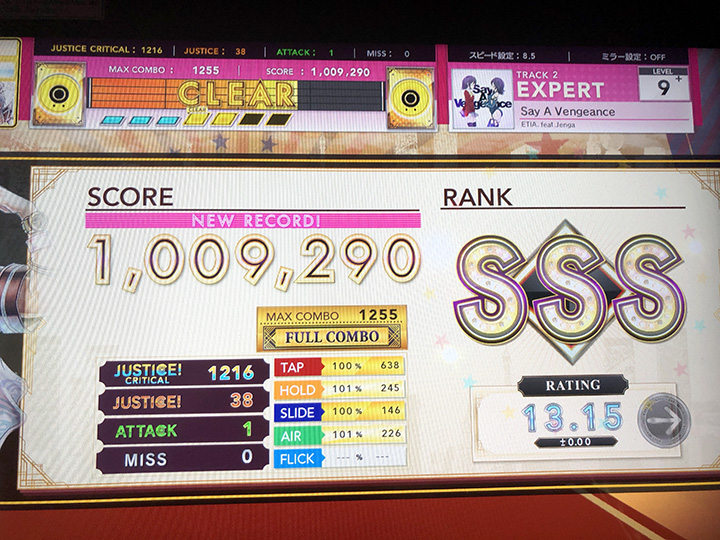 JUSTICE CRITICAL : 1216 | JUSTICE : 38 | ATTACK : 1 | MISS : 0
MAX COMBO : 1255 SCORE : 1,009,290
CLEAR
スピード設定 : 8.5 | ミラー設定 : OFF
Say A Vengeance
TRACK 2
EXPERT
LEVEL
9+
Say A Vengeance
ETIA. feat.Jenga
SCORE
NEW RECORD!
1,009,290
MAX COMBO 1255
FULL COMBO
JUSTICE! CRITICAL 1216
JUSTICE! 38
ATTACK 1
MISS 0
TAP 100 % 638
HOLD 101 % 245
SLIDE 100 % 146
AIR 101 % 226
FLICK --- % ---
RANK
SSS
RATING
13.15
±0.00